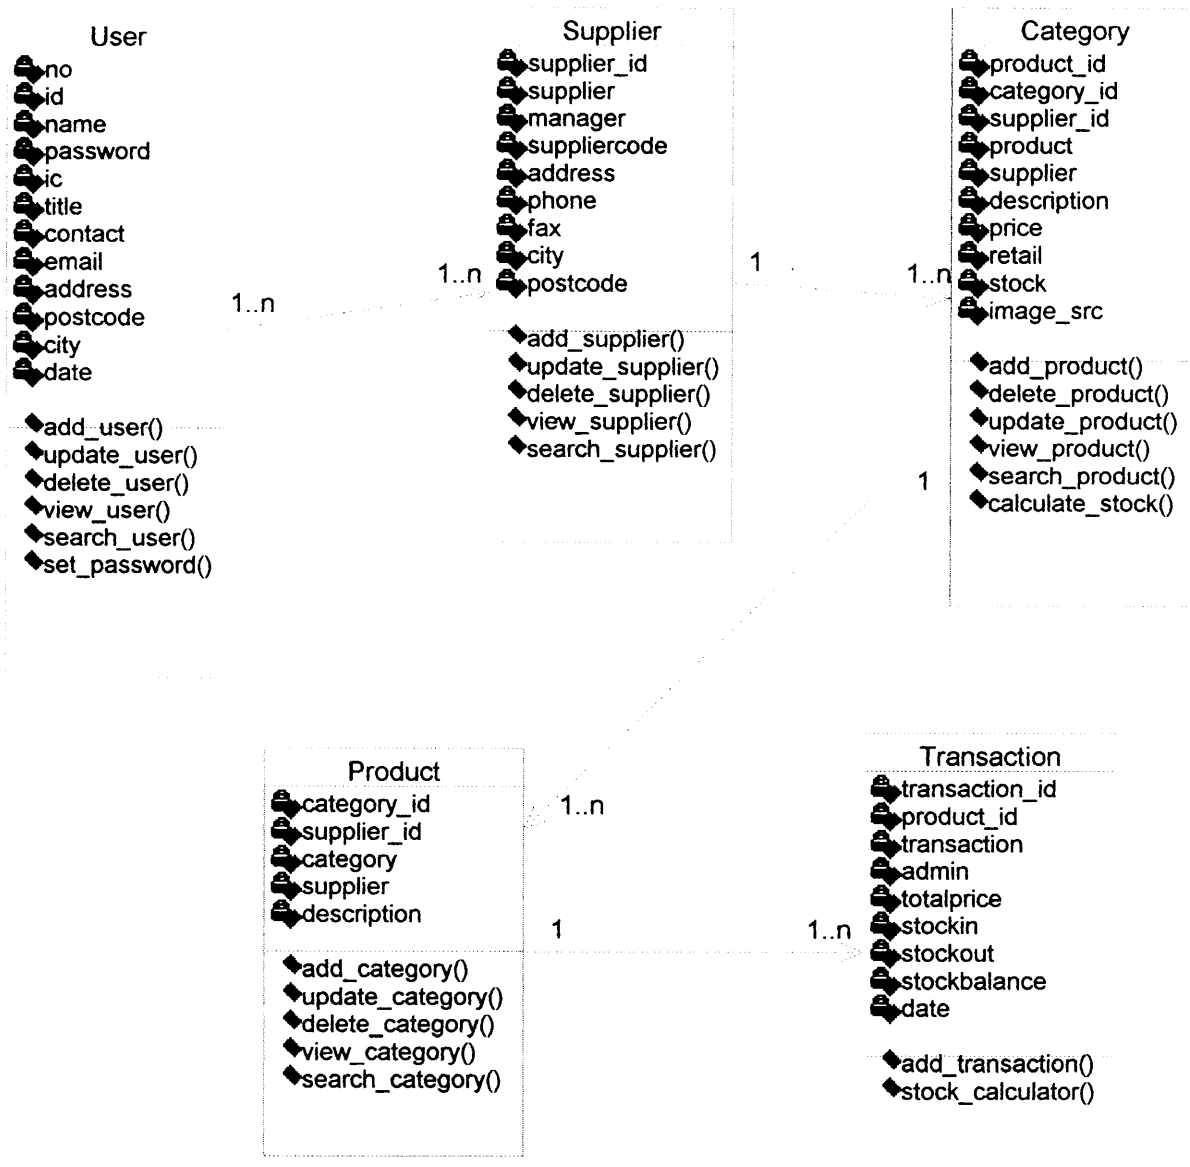 User
no
id
name
password
ic
title
contact
email
address
postcode
city
date
add_user()
update_user()
delete_user()
view_user()
search_user()
set_password()
1..n
1..n
Supplier
supplier_id
supplier
manager
suppliercode
address
phone
fax
city
postcode
add_supplier()
update_supplier()
delete_supplier()
view_supplier()
search_supplier()
1
1..n
Category
product_id
category_id
supplier_id
product
supplier
description
price
retail
stock
image_src
add_product()
delete_product()
update_product()
view_product()
search_product()
calculate_stock()
1
1..n
Product
category_id
supplier_id
category
supplier
description
add_category()
update_category()
delete_category()
view_category()
search_category()
1
1..n
Transaction
transaction_id
product_id
transaction
admin
totalprice
stockin
stockout
stockbalance
date
add_transaction()
stock_calculator()